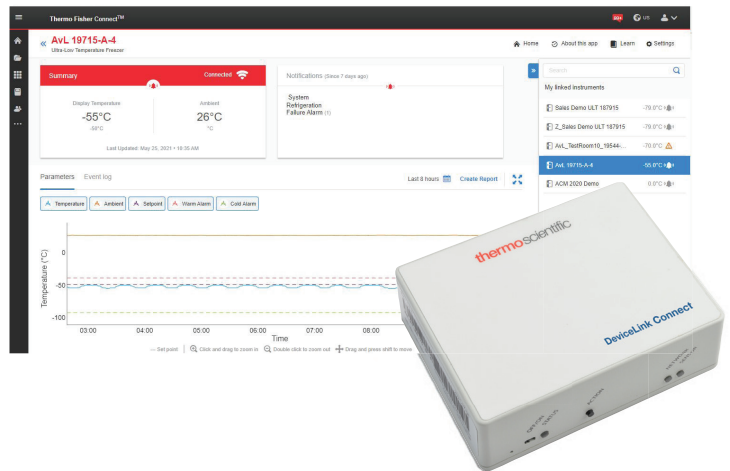 Thermo Fisher Connect™
99+
US
« AvL 19715-A-4
Ultra-Low Temperature Freezer
Home
About this app
Learn
Settings
Summary
Connected
Display Temperature
Ambient
-55°C
26°C
-50°C
°C
Last Updated: May 25, 2021 • 10:35 AM
Notifications (Since 7 days ago)
System
Refrigeration
Failure Alarm (1)
»
Search
My linked instruments
Sales Demo ULT 187915 -79.0°C
Z_Sales Demo ULT 187915 -79.0°C
AvL_TestRoom10_19544-... -70.0°C
AvL 19715-A-4 -55.0°C
ACM 2020 Demo 0.0°C
Parameters
Event log
Last 8 hours
Create Report
Temperature
Ambient
Setpoint
Warm Alarm
Cold Alarm
Temperature (°C)
0
-50
-100
03:00 04:00 05:00 06:00 07:00 08:00
Time
--- Set point
Click and drag to zoom in
Double click to zoom out
Drag and press shift to move
thermoscientific
DeviceLink Connect
STATUS